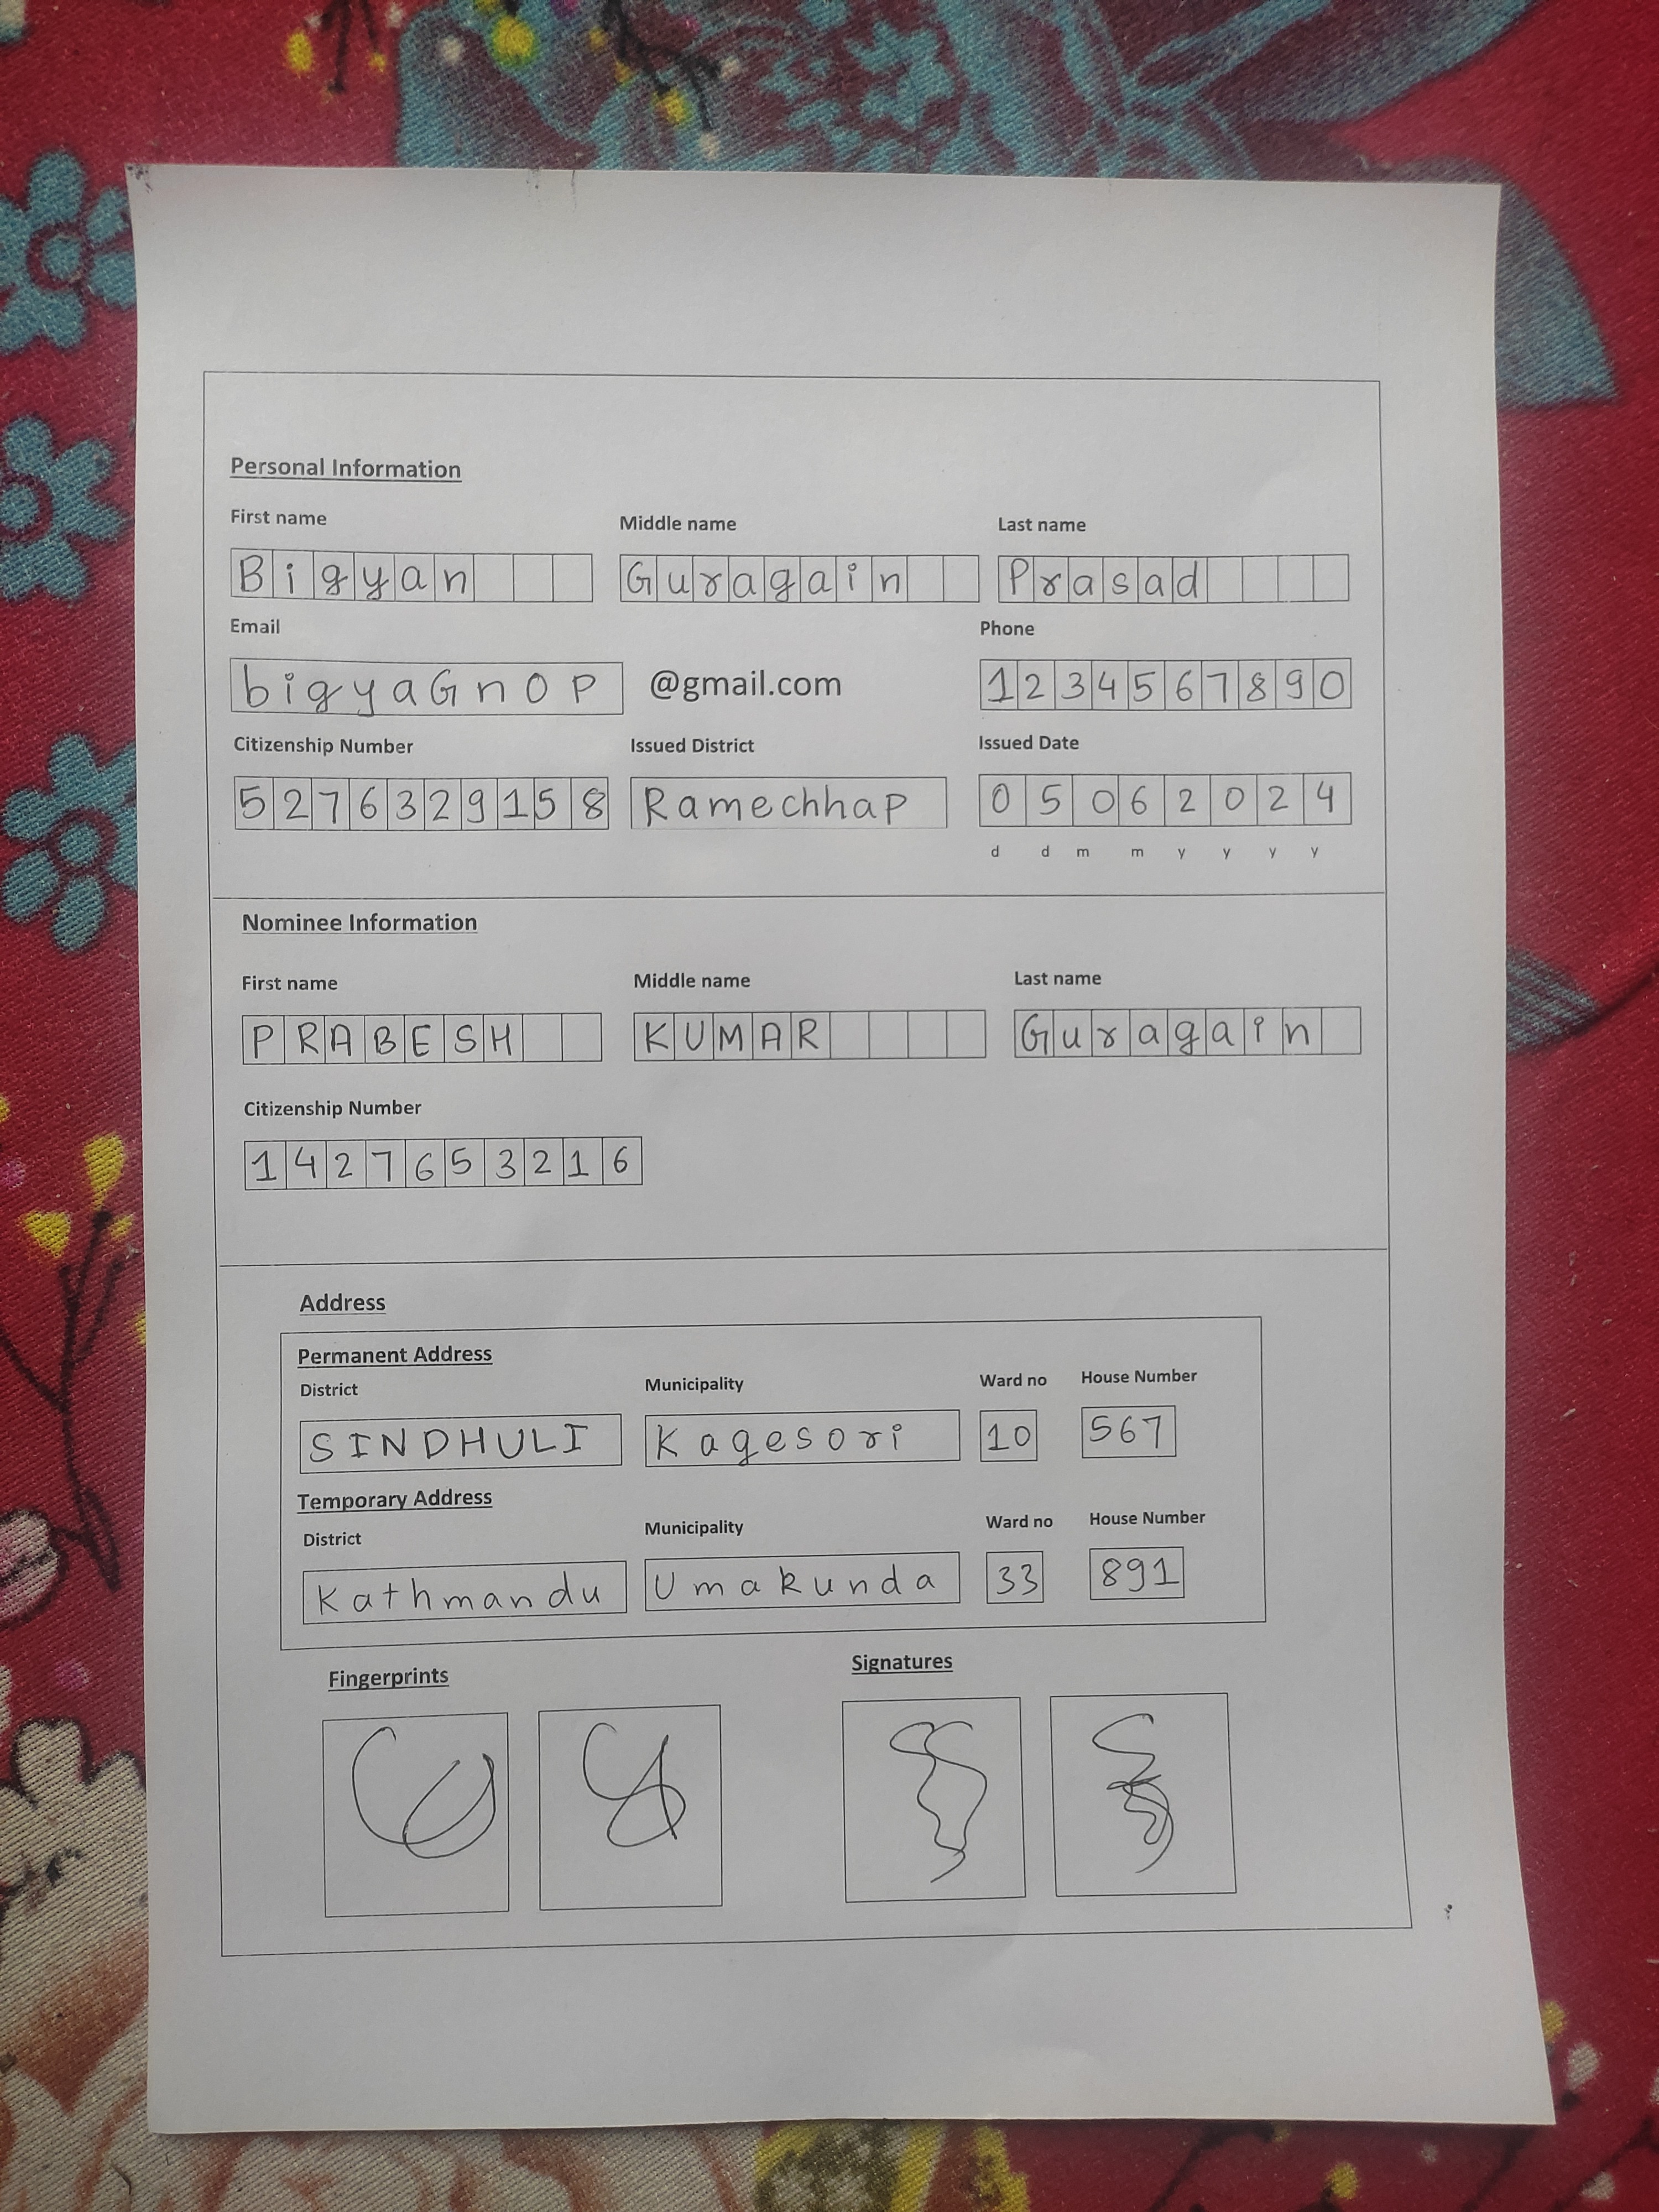 Personal Information
First name Middle name Last name
Bigyan Guragain Prasad
Email Phone
bigyaGnOP @gmail.com 1234567890
Citizenship Number Issued District Issued Date
5276329158 Ramechhap 05062024
d d m m y y y y
Nominee Information
First name Middle name Last name
PRABESH KUMAR Guragain
Citizenship Number
1427653216
Address
Permanent Address
District Municipality Ward no House Number
SINDHULI Kagesori 10 567
Temporary Address
District Municipality Ward no House Number
Kathmandu Umakunda 33 891
Fingerprints Signatures